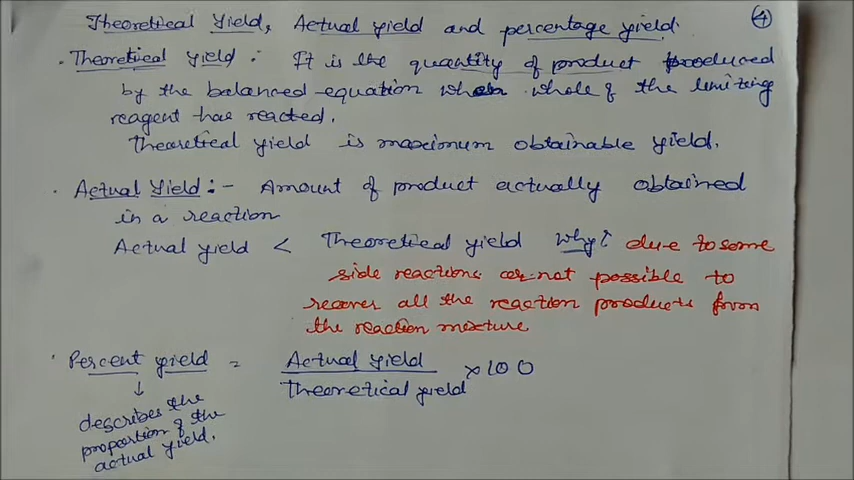 Theoretical Yield, Actual yield and percentage yield.
4
. Theoretical Yield : It is the quantity of product produced
by the balanced equation when whole of the limiting
reagent has reacted.
Theoretical yield is maximum obtainable yield.
. Actual Yield :- Amount of product actually obtained
in a reaction
Actual yield < Theoretical yield Why? due to some
side reactions or not possible to
recover all the reaction products from
the reaction mixture
. Percent yield = Actual yield / Theoretical yield × 100
↓
describes the
proportion of the
actual yield.